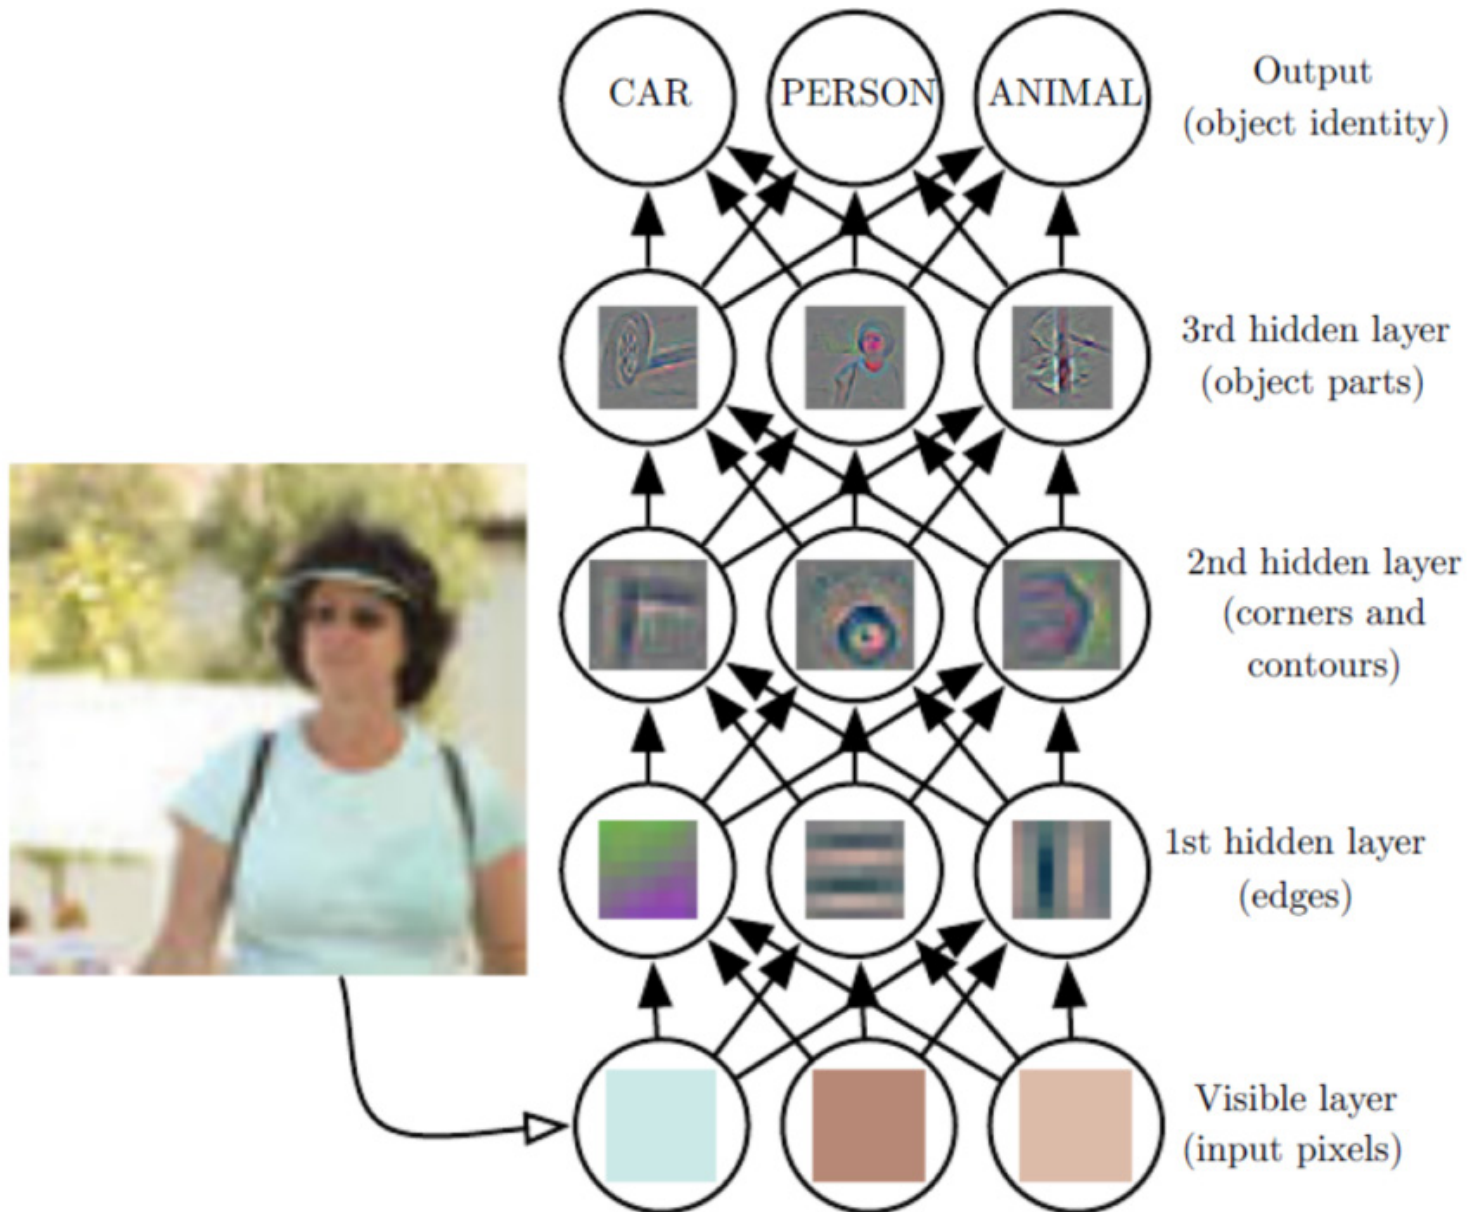 CAR
PERSON
ANIMAL
Output
(object identity)
3rd hidden layer
(object parts)
2nd hidden layer
(corners and
contours)
1st hidden layer
(edges)
Visible layer
(input pixels)